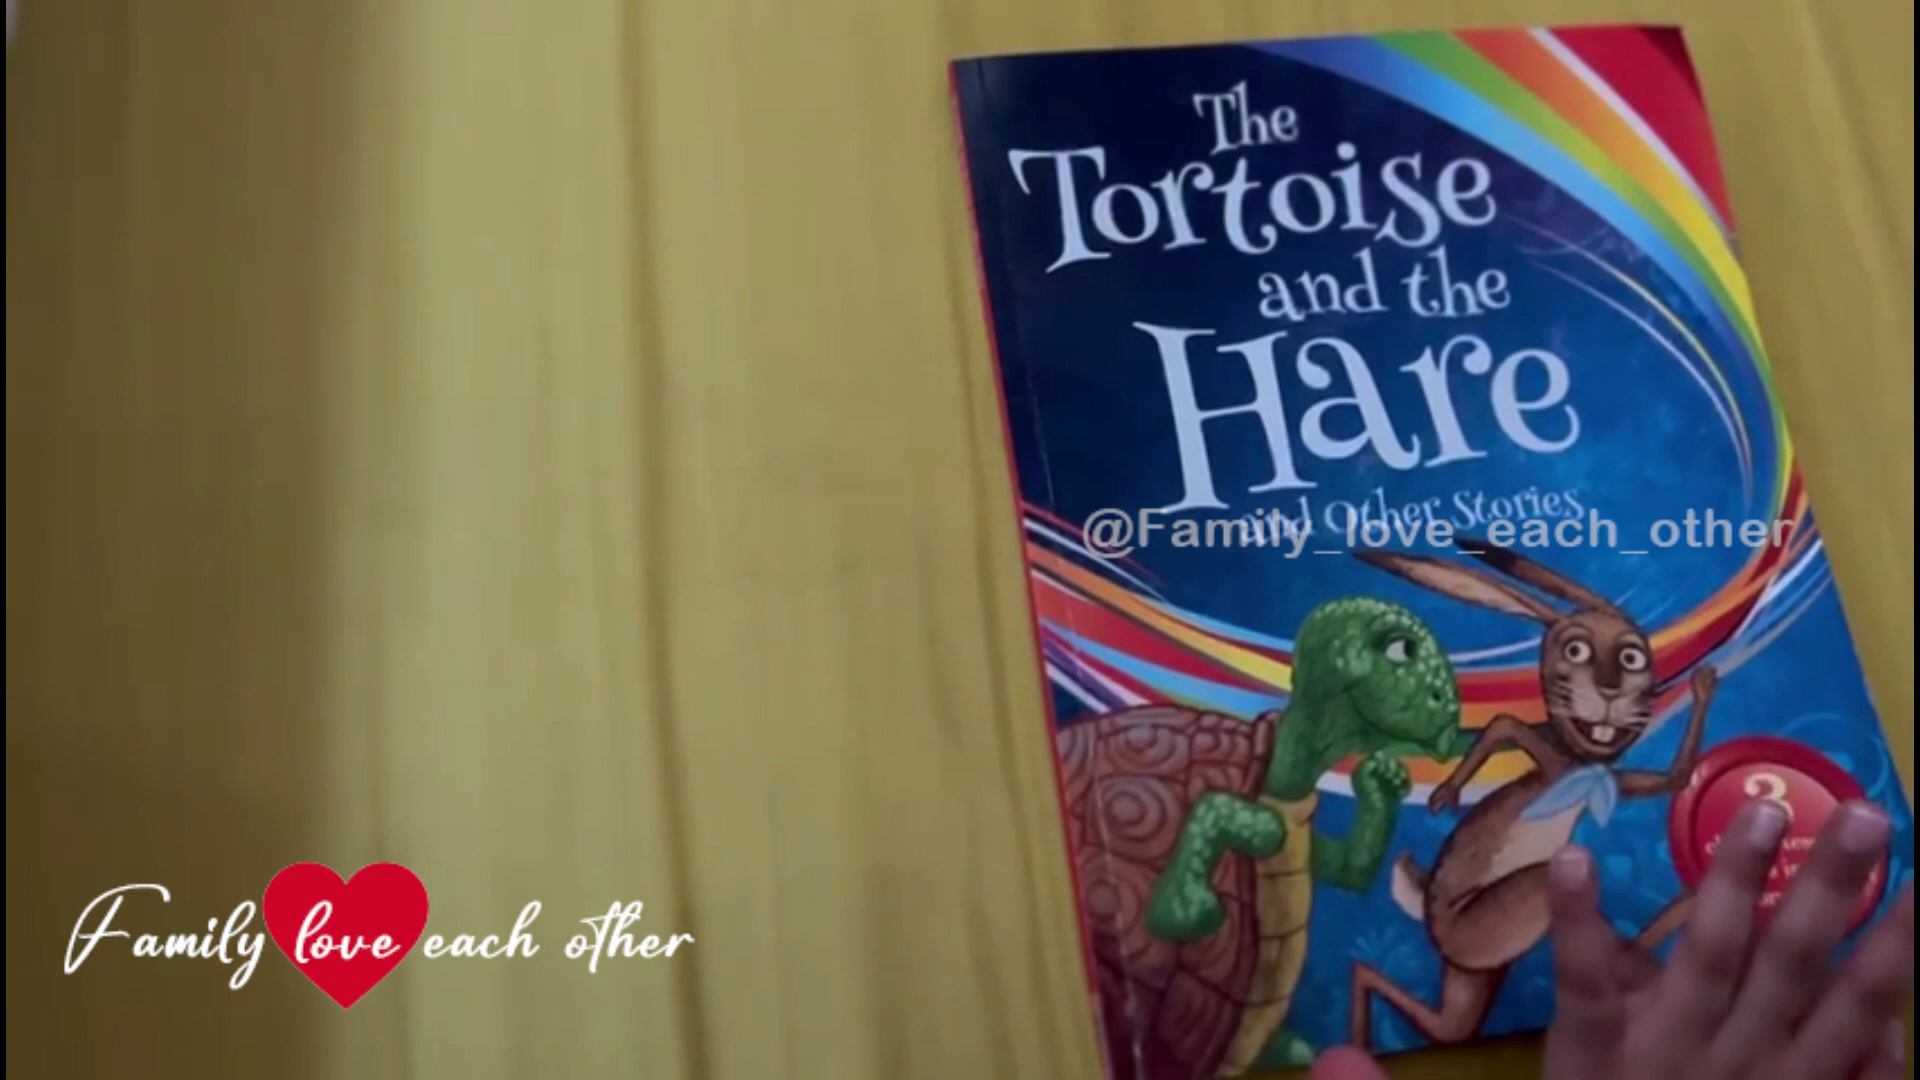 The
Tortoise
and the
Hare
and Other Stories
@Family_love_each_other
3
Family love each other